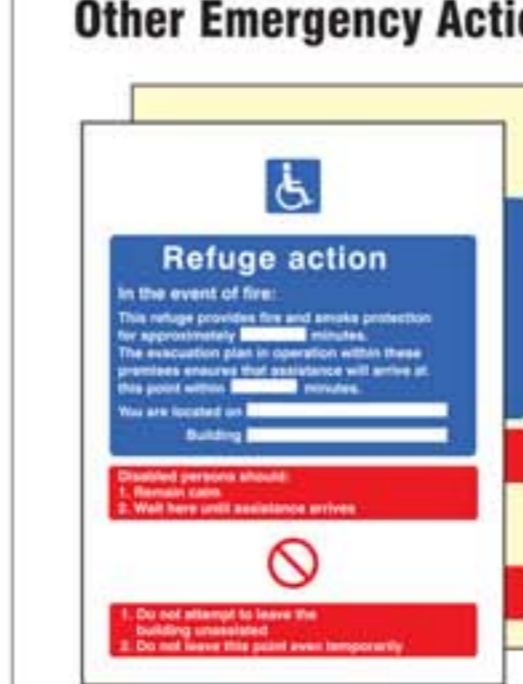 Other Emergency Actio
Refuge action
In the event of fire:
This refuge provides fire and smoke protection
for approximately minutes.
The evacuation plan in operation within these
premises ensures that assistance will arrive at
this point within minutes.
You are located on
Building
Disabled persons should:
1. Remain calm
2. Wait here until assistance arrives
1. Do not attempt to leave the
building unassisted
2. Do not leave this point even temporarily